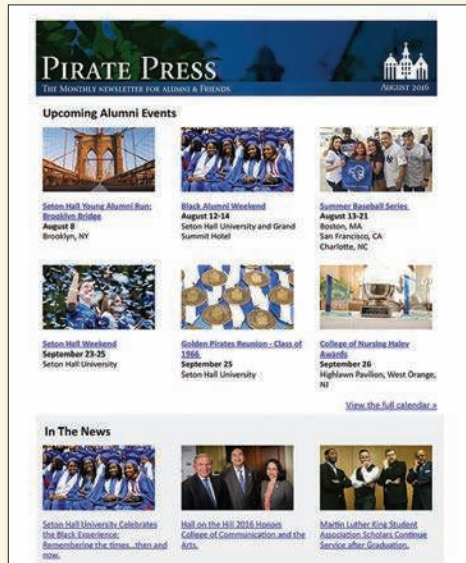 PIRATE PRESS
THE MONTHLY NEWSLETTER FOR ALUMNI & FRIENDS
AUGUST 2016
Upcoming Alumni Events
Seton Hall Young Alumni Run:
Brooklyn Bridge
August 8
Brooklyn, NY
Black Alumni Weekend
August 12-14
Seton Hall University and Grand
Summit Hotel
Summer Baseball Series
August 13-21
Boston, MA
San Francisco, CA
Charlotte, NC
Seton Hall Weekend
September 23-25
Seton Hall University
Golden Pirates Reunion - Class of
1966
September 25
Seton Hall University
College of Nursing Haley
Awards
September 26
Highlawn Pavilion, West Orange,
NJ
View the full calendar »
In The News
Seton Hall University Celebrates
the Black Experience:
Remembering the times...then and
now.
Hall on the Hill 2016 Honors
College of Communication and the
Arts.
Martin Luther King Student
Association Scholars Continue
Service after Graduation.